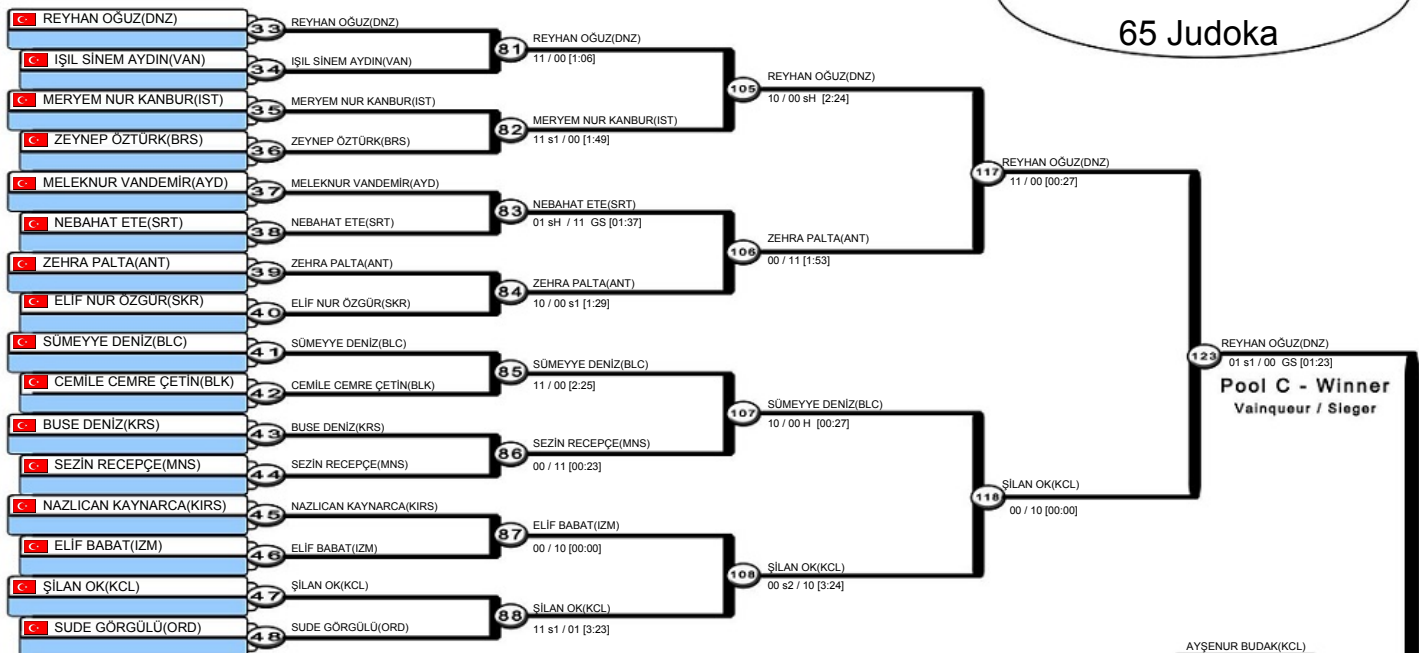 65 Judoka
REYHAN OĞUZ(DNZ)
33
IŞIL SİNEM AYDIN(VAN)
34
MERYEM NUR KANBUR(IST)
35
ZEYNEP ÖZTÜRK(BRS)
36
MELEKNUR VANDEMİR(AYD)
37
NEBAHAT ETE(SRT)
38
ZEHRA PALTA(ANT)
39
ELİF NUR ÖZGÜR(SKR)
40
SÜMEYYE DENİZ(BLC)
41
CEMİLE CEMRE ÇETİN(BLK)
42
BUSE DENİZ(KRS)
43
SEZİN RECEPÇE(MNS)
44
NAZLICAN KAYNARCA(KIRS)
45
ELİF BABAT(IZM)
46
ŞİLAN OK(KCL)
47
SUDE GÖRGÜLÜ(ORD)
48
REYHAN OĞUZ(DNZ)
IŞIL SİNEM AYDIN(VAN)
MERYEM NUR KANBUR(IST)
ZEYNEP ÖZTÜRK(BRS)
MELEKNUR VANDEMİR(AYD)
NEBAHAT ETE(SRT)
ZEHRA PALTA(ANT)
ELİF NUR ÖZGÜR(SKR)
SÜMEYYE DENİZ(BLC)
CEMİLE CEMRE ÇETİN(BLK)
BUSE DENİZ(KRS)
SEZİN RECEPÇE(MNS)
NAZLICAN KAYNARCA(KIRS)
ELİF BABAT(IZM)
ŞİLAN OK(KCL)
SUDE GÖRGÜLÜ(ORD)
81
REYHAN OĞUZ(DNZ)
11 / 00 [1:06]
82
MERYEM NUR KANBUR(IST)
11 s1 / 00 [1:49]
83
NEBAHAT ETE(SRT)
01 sH / 11 GS [01:37]
84
ZEHRA PALTA(ANT)
10 / 00 s1 [1:29]
85
SÜMEYYE DENİZ(BLC)
11 / 00 [2:25]
86
SEZİN RECEPÇE(MNS)
00 / 11 [00:23]
87
ELİF BABAT(IZM)
00 / 10 [00:00]
88
ŞİLAN OK(KCL)
11 s1 / 01 [3:23]
105
REYHAN OĞUZ(DNZ)
10 / 00 sH [2:24]
106
ZEHRA PALTA(ANT)
00 / 11 [1:53]
107
SÜMEYYE DENİZ(BLC)
10 / 00 H [00:27]
108
ŞİLAN OK(KCL)
00 s2 / 10 [3:24]
117
REYHAN OĞUZ(DNZ)
11 / 00 [00:27]
118
ŞİLAN OK(KCL)
00 / 10 [00:00]
123
REYHAN OĞUZ(DNZ)
01 s1 / 00 GS [01:23]
Pool C - Winner
Vainqueur / Sieger
AYŞENUR BUDAK(KCL)